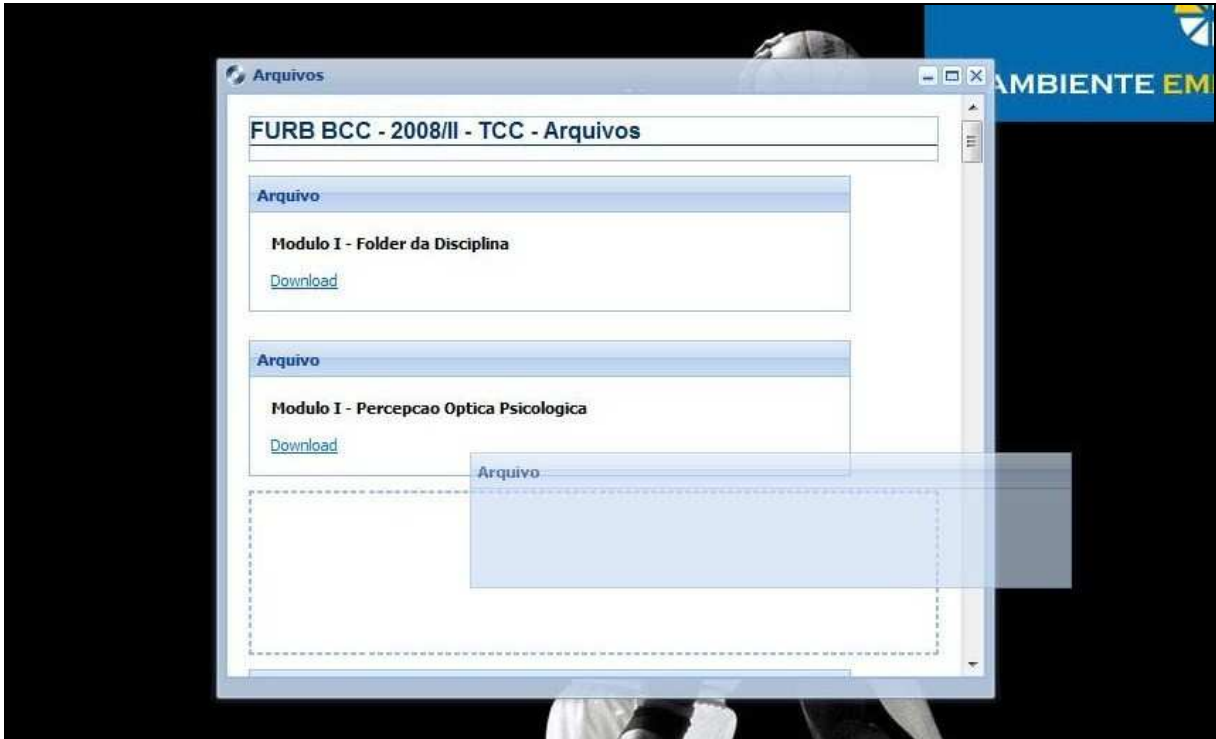 Arquivos
AMBIENTE EM
FURB BCC - 2008/II - TCC - Arquivos
Arquivo
Modulo I - Folder da Disciplina
Download
Arquivo
Modulo I - Percepcao Optica Psicologica
Download
Arquivo